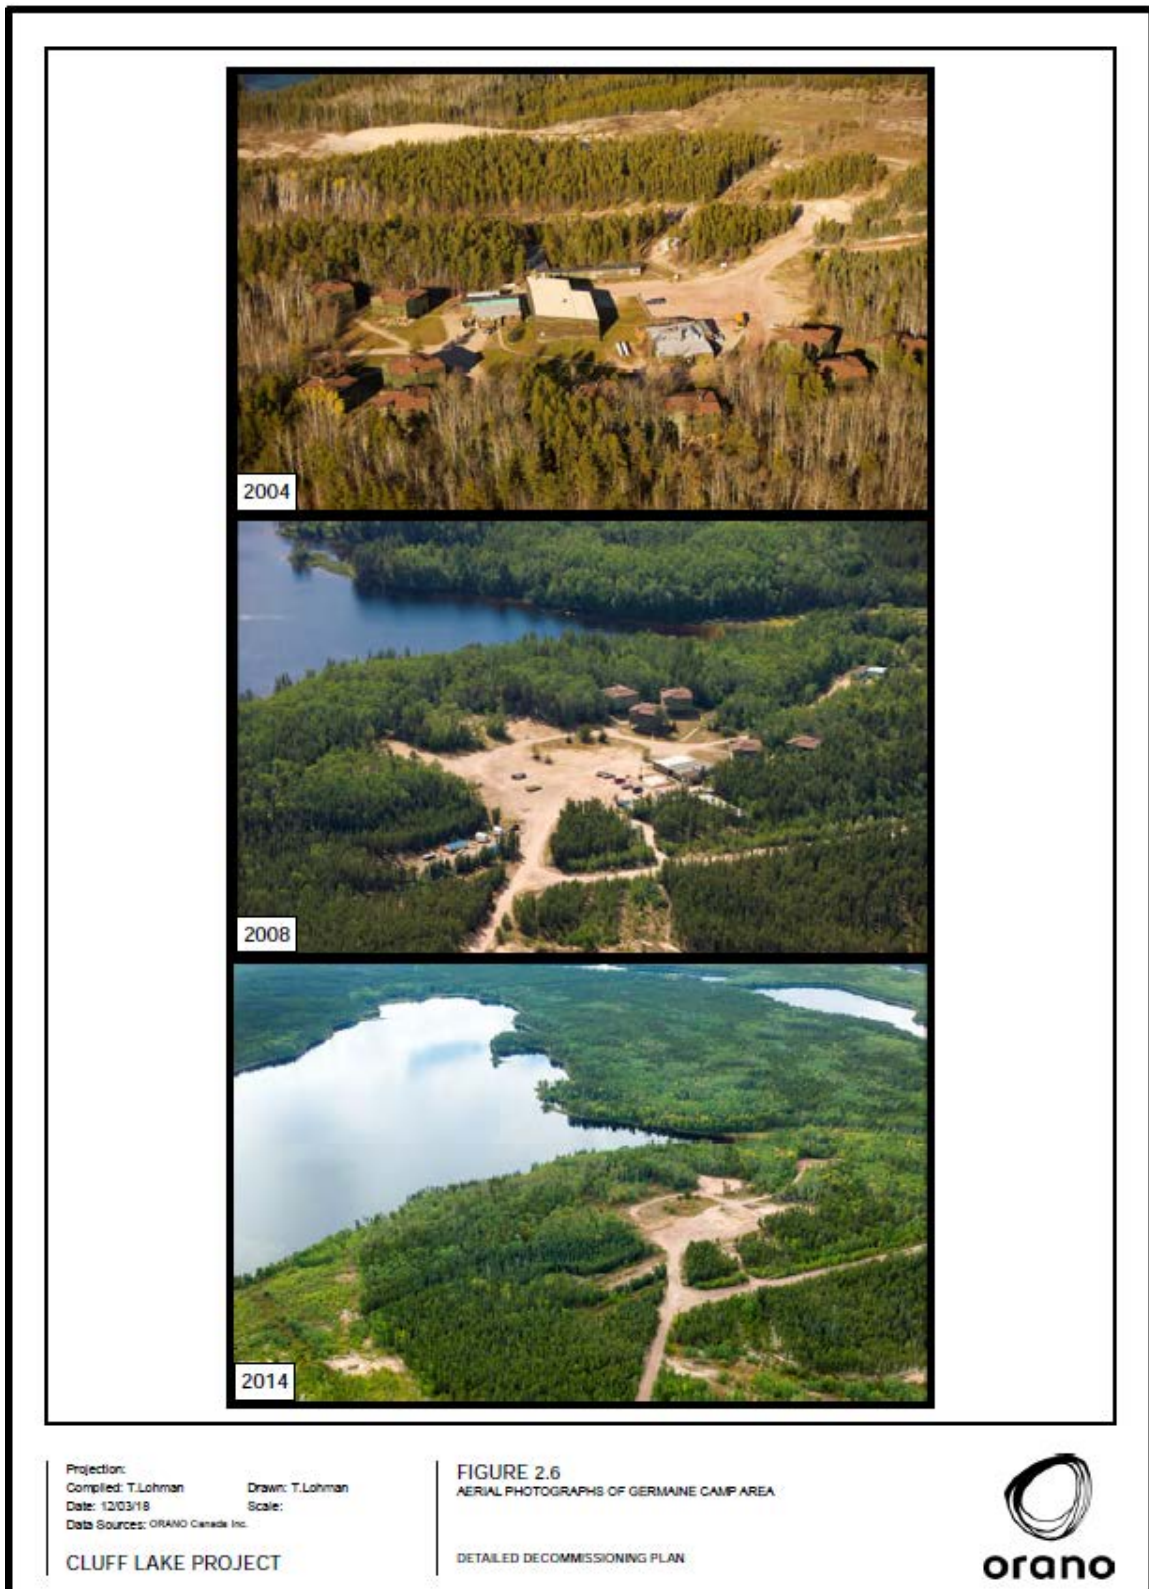 2004
2008
2014
Projection:
Compiled: T.Lohman Drawn: T.Lohman
Date: 12/03/18 Scale:
Data Sources: ORANO Canada Inc.
CLUFF LAKE PROJECT
FIGURE 2.6
AERIAL PHOTOGRAPHS OF GERMAINE CAMP AREA
DETAILED DECOMMISSIONING PLAN
orano